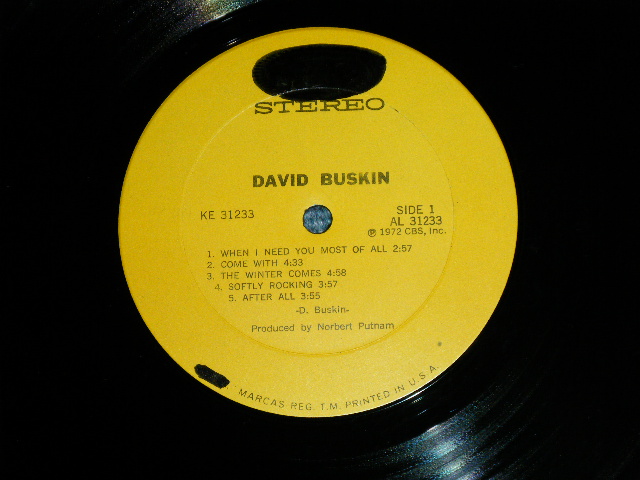 STEREO
DAVID BUSKIN
KE 31233
SIDE 1
AL 31233
℗ 1972 CBS, Inc.
1. WHEN I NEED YOU MOST OF ALL 2:57
2. COME WITH 4:33
3. THE WINTER COMES 4:58
4. SOFTLY ROCKING 3:57
5. AFTER ALL 3:55
-D. Buskin-
Produced by Norbert Putnam
MARCAS REG. T.M. PRINTED IN U.S.A.